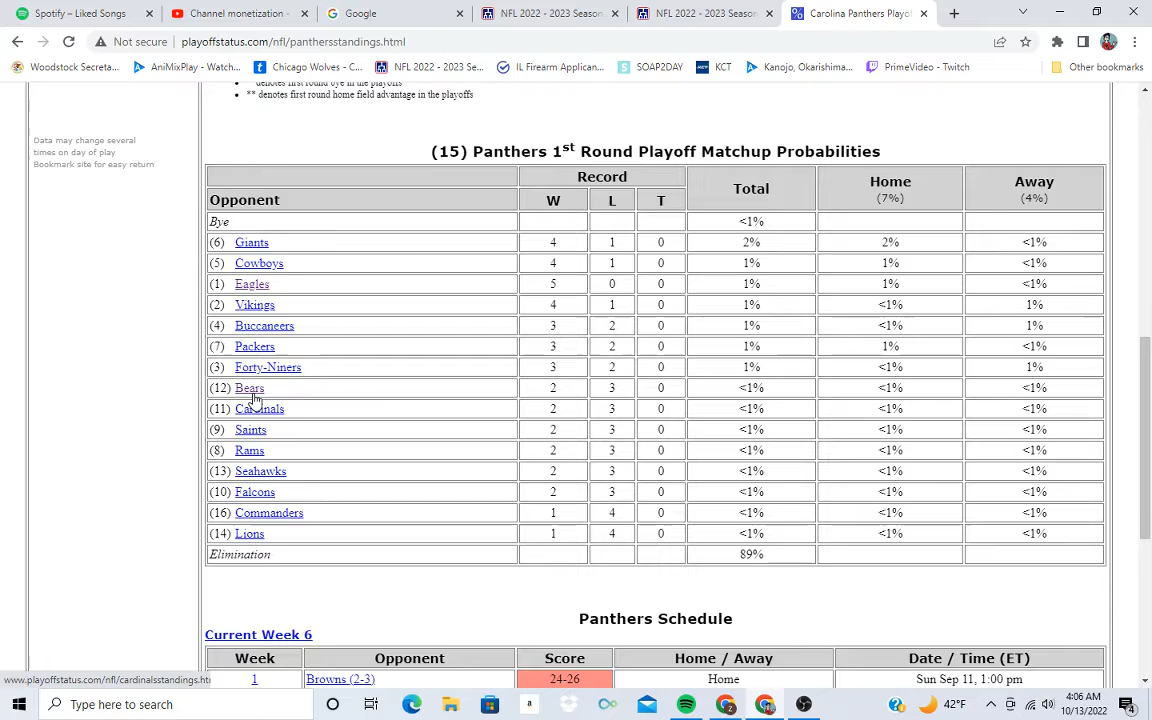 Spotify – Liked Songs
Channel monetization -
Google
NFL 2022 - 2023 Season
NFL 2022 - 2023 Season
Carolina Panthers Playof
Not secure | playoffstatus.com/nfl/panthersstandings.html
Woodstock Secreta...
AniMixPlay - Watch...
Chicago Wolves - C...
NFL 2022 - 2023 Se...
IL Firearm Applican...
SOAP2DAY
KCT
Kanojo, Okarishima...
PrimeVideo - Twitch
Other bookmarks
* denotes first round bye in the playoffs
** denotes first round home field advantage in the playoffs
Data may change several
times on day of play
Bookmark site for easy return
(15) Panthers 1st Round Playoff Matchup Probabilities
Opponent Record Total Home (7%) Away (4%)
W L T
Bye <1%
(6) Giants 4 1 0 2% 2% <1%
(5) Cowboys 4 1 0 1% 1% <1%
(1) Eagles 5 0 0 1% 1% <1%
(2) Vikings 4 1 0 1% <1% 1%
(4) Buccaneers 3 2 0 1% <1% 1%
(7) Packers 3 2 0 1% 1% <1%
(3) Forty-Niners 3 2 0 1% <1% 1%
(12) Bears 2 3 0 <1% <1% <1%
(11) Cardinals 2 3 0 <1% <1% <1%
(9) Saints 2 3 0 <1% <1% <1%
(8) Rams 2 3 0 <1% <1% <1%
(13) Seahawks 2 3 0 <1% <1% <1%
(10) Falcons 2 3 0 <1% <1% <1%
(16) Commanders 1 4 0 <1% <1% <1%
(14) Lions 1 4 0 <1% <1% <1%
Elimination 89%
Panthers Schedule
Current Week 6
Week Opponent Score Home / Away Date / Time (ET)
1 Browns (2-3) 24-26 Home Sun Sep 11, 1:00 pm
www.playoffstatus.com/nfl/cardinalsstandings.ht
Type here to search
42°F
4:06 AM
10/13/2022
4